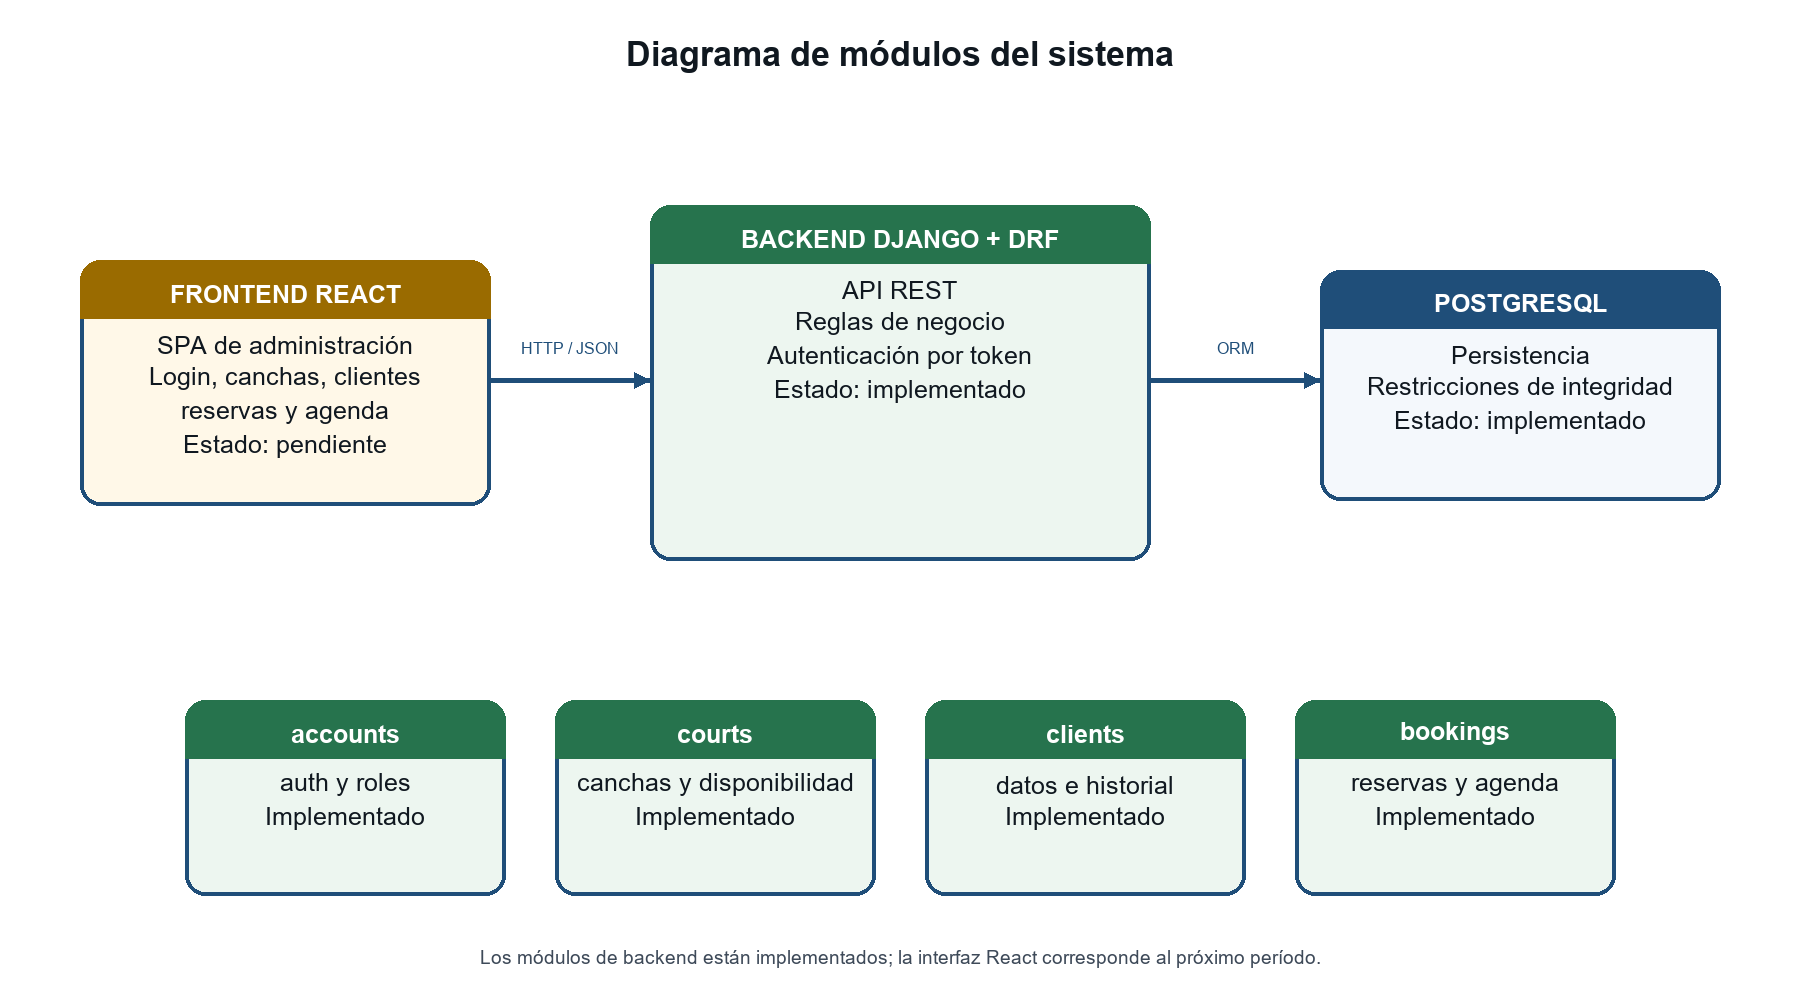 Diagrama de módulos del sistema
FRONTEND REACT
SPA de administración
Login, canchas, clientes
reservas y agenda
Estado: pendiente
HTTP / JSON
BACKEND DJANGO + DRF
API REST
Reglas de negocio
Autenticación por token
Estado: implementado
ORM
POSTGRESQL
Persistencia
Restricciones de integridad
Estado: implementado
accounts
auth y roles
Implementado
courts
canchas y disponibilidad
Implementado
clients
datos e historial
Implementado
bookings
reservas y agenda
Implementado
Los módulos de backend están implementados; la interfaz React corresponde al próximo período.